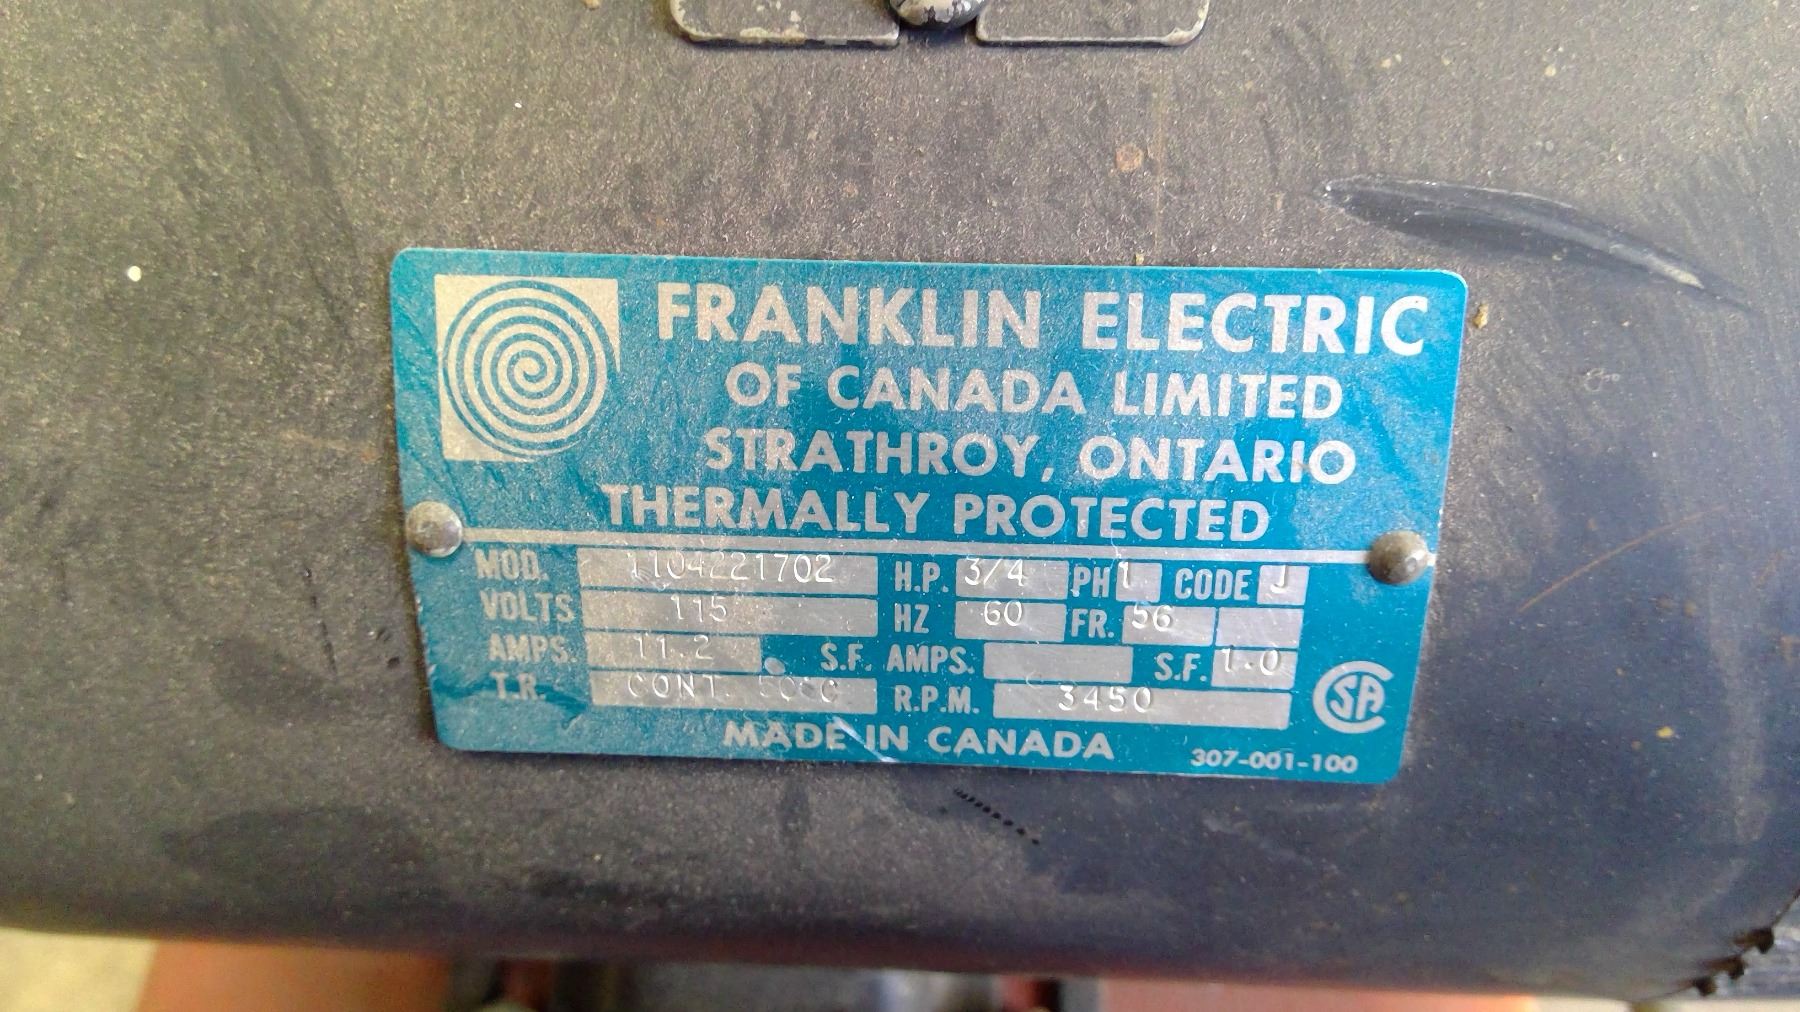 FRANKLIN ELECTRIC
OF CANADA LIMITED
STRATHROY, ONTARIO
THERMALLY PROTECTED
MOD. 1104221702 H.P. 3/4 PH 1 CODE J
VOLTS 115 HZ 60 FR. 56
AMPS. 11.2 S.F. AMPS. S.F. 1.0
T.R. CONT. R.P.M. 3450
MADE IN CANADA 307-001-100
CSA